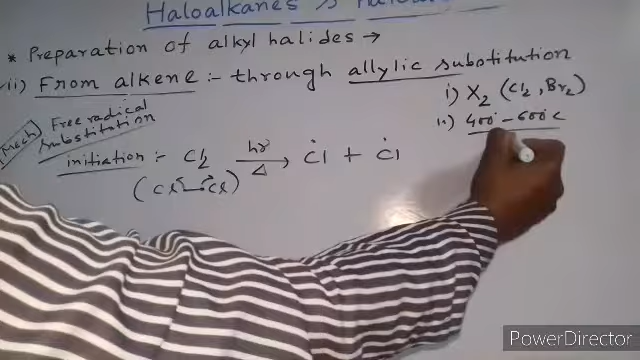 Haloalkanes &
* Preparation of alkyl halides →
ii) From alkene :- through allylic substitution
i) X2 (Cl2, Br2)
ii) 400° - 600°C
Mech) Free radical
substitution
initiation :- Cl2 hν Δ → Ċl + Ċl
(Cl-Cl)
PowerDirector